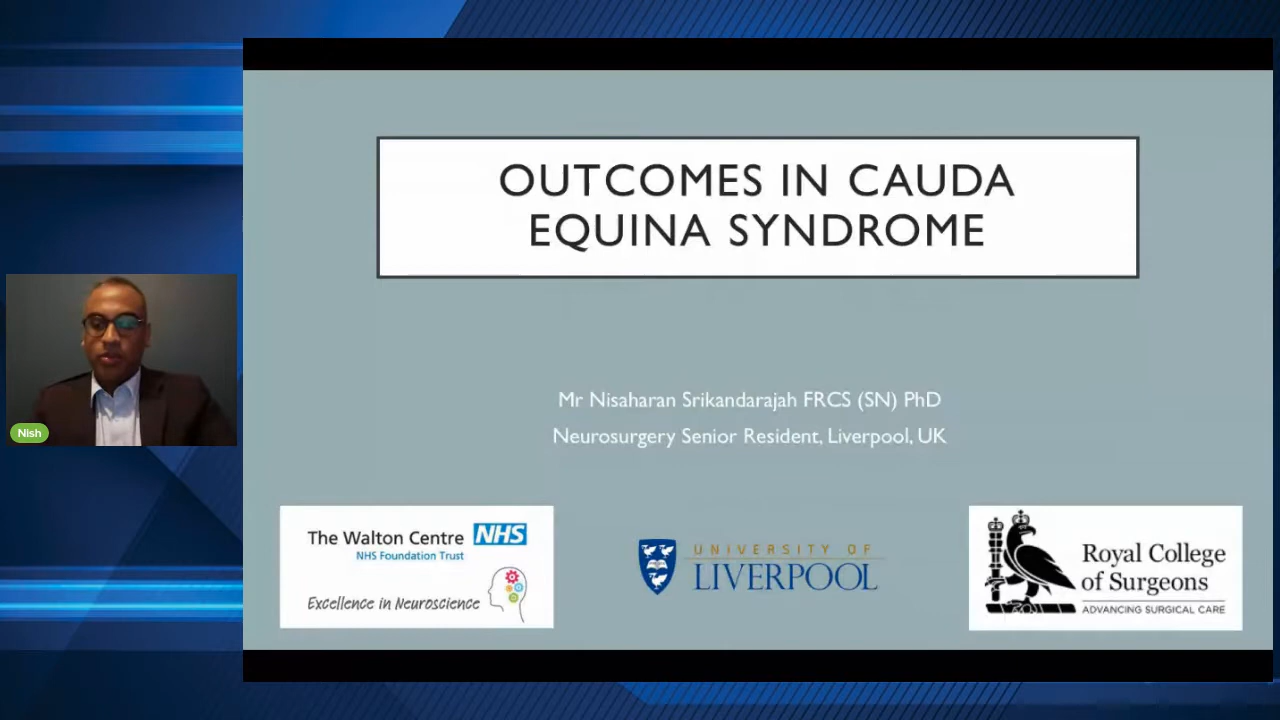 OUTCOMES IN CAUDA
EQUINA SYNDROME
Mr Nisaharan Srikandarajah FRCS (SN) PhD
Neurosurgery Senior Resident, Liverpool, UK
Nish
The Walton Centre NHS
NHS Foundation Trust
Excellence in Neuroscience
UNIVERSITY OF
LIVERPOOL
Royal College
of Surgeons
ADVANCING SURGICAL CARE